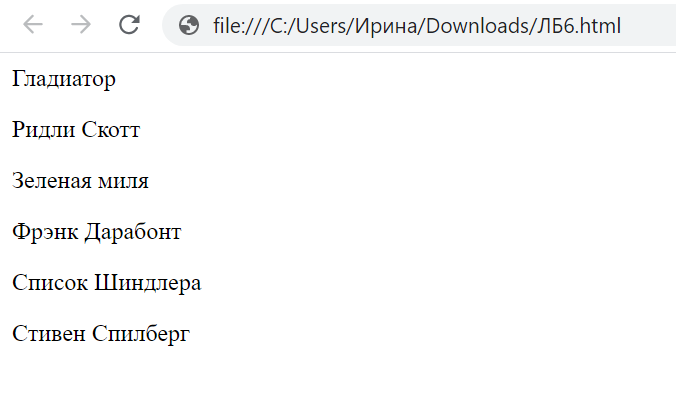 file:///C:/Users/Ирина/Downloads/ЛБ6.html
Гладиатор
Ридли Скотт
Зеленая миля
Фрэнк Дарабонт
Список Шиндлера
Стивен Спилберг